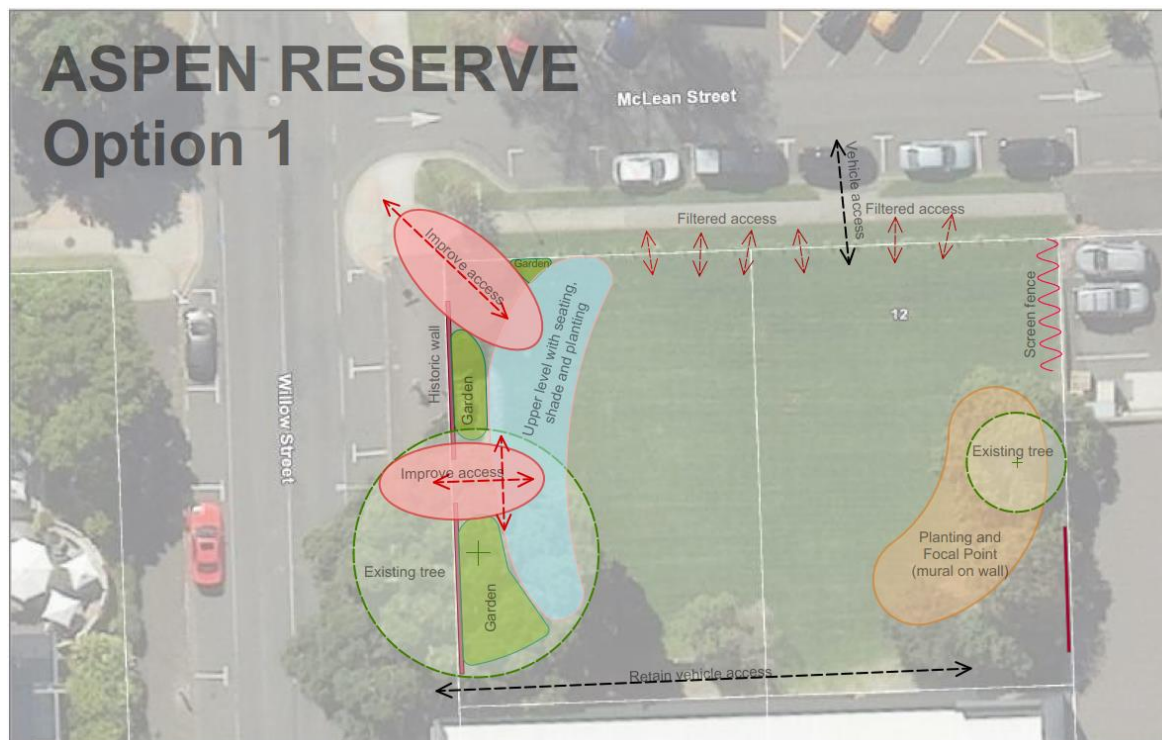 ASPEN RESERVE
Option 1
McLean Street
Vehicle access
Filtered access
Filtered access
Improve access
Garden
Upper level with seating,
shade and planting
12
Screen fence
Historic wall
Garden
Willow Street
Improve access
Existing tree
Existing tree
Planting and
Focal Point
(mural on wall)
Garden
Retain vehicle access